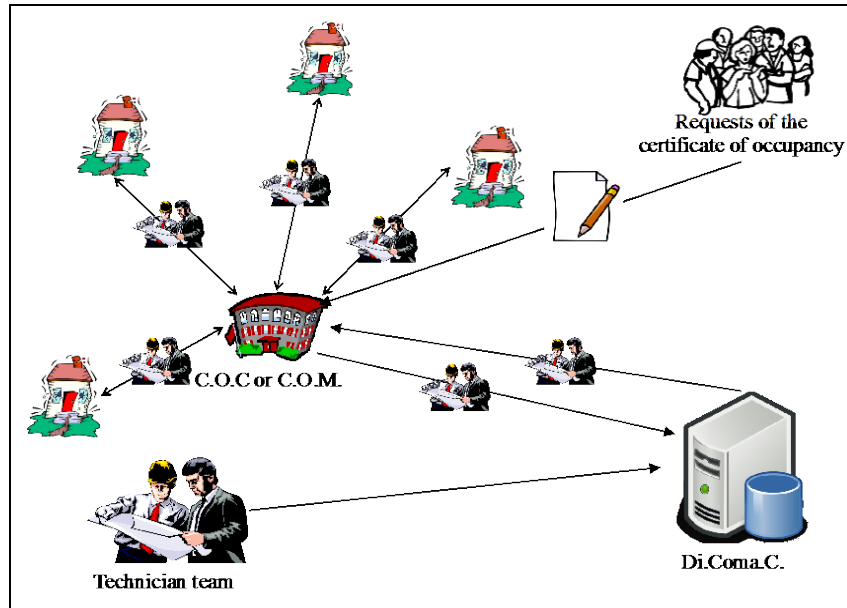 Requests of the
certificate of occupancy
C.O.C or C.O.M.
Technician team
Di.Coma.C.